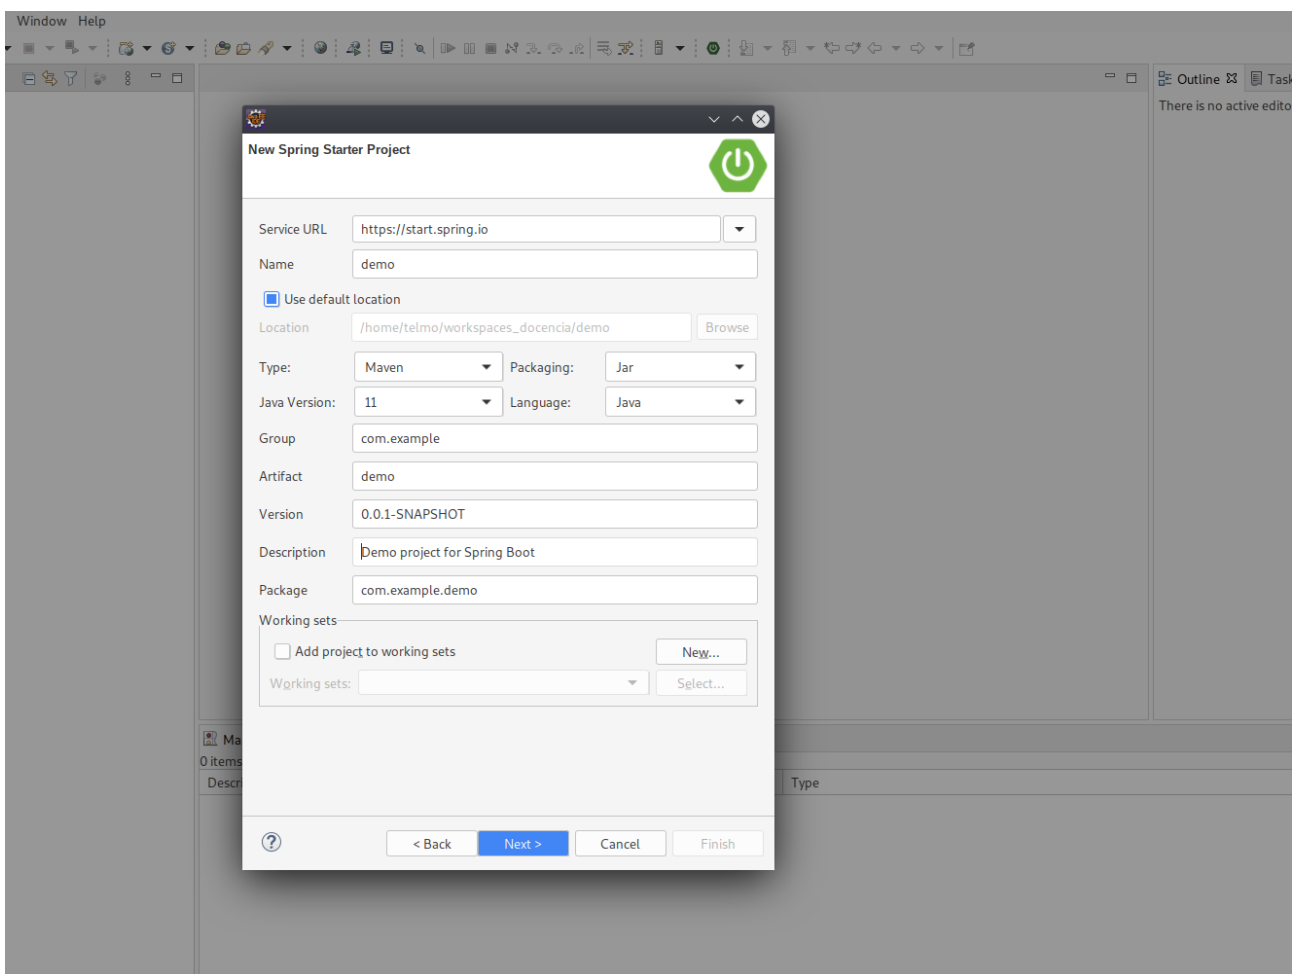 Window Help
Outline Task
There is no active edito
New Spring Starter Project
Service URL https://start.spring.io
Name demo
Use default location
Location /home/telmo/workspaces_docencia/demo Browse
Type: Maven Packaging: Jar
Java Version: 11 Language: Java
Group com.example
Artifact demo
Version 0.0.1-SNAPSHOT
Description Demo project for Spring Boot
Package com.example.demo
Working sets
Add project to working sets New...
Working sets: Select...
Ma
0 items
Descri Type
< Back Next > Cancel Finish